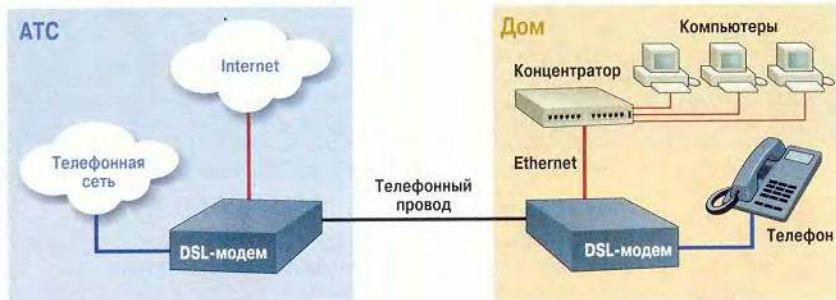 АТС
Internet
Телефонная
сеть
DSL-модем
Телефонный
провод
Дом
Компьютеры
Концентратор
Ethernet
DSL-модем
Телефон